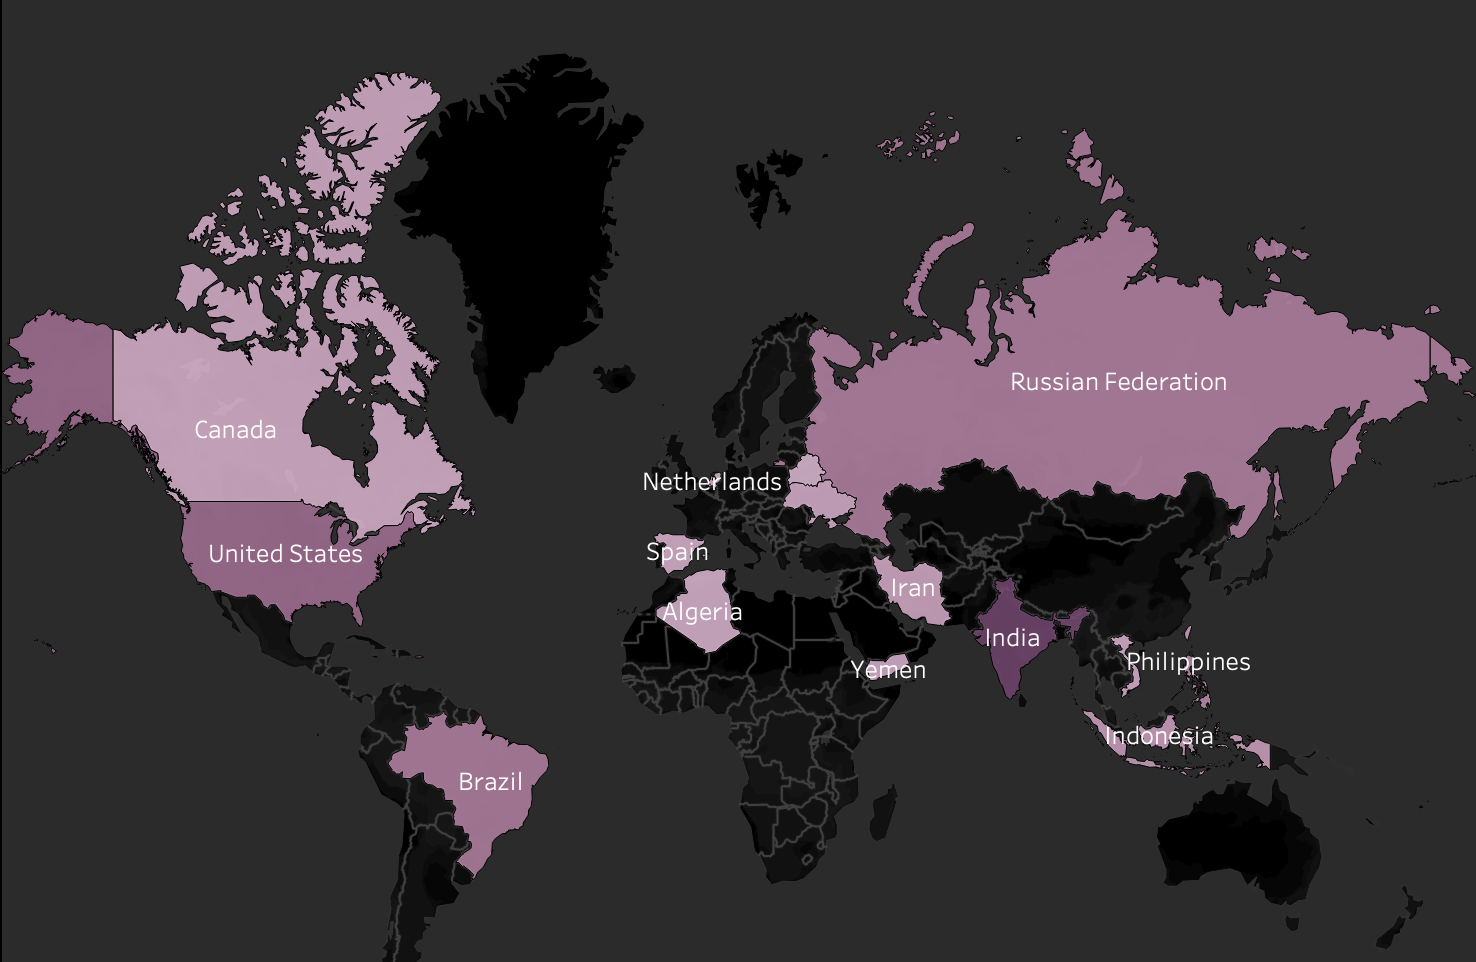 Russian Federation
Canada
Netherlands
Spain
United States
Iran
Algeria
India
Philippines
Yemen
Indonesia
Brazil